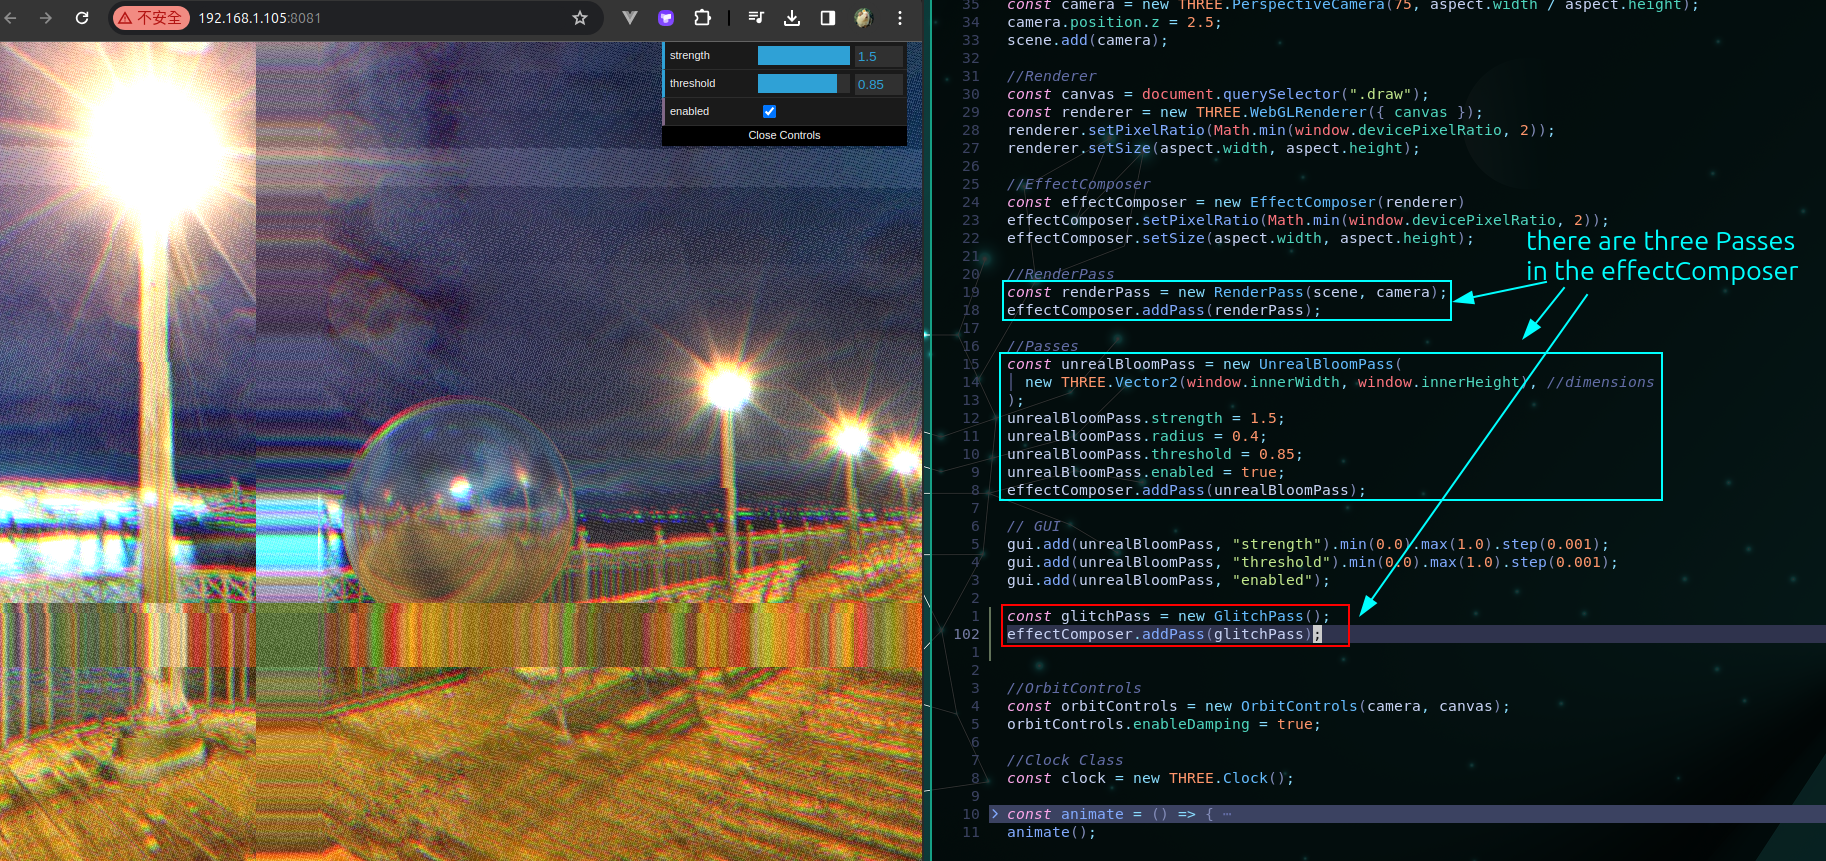 不安全
192.168.1.105:8081
strength
1.5
threshold
0.85
enabled
Close Controls
35 const camera = new THREE.PerspectiveCamera(75, aspect.width / aspect.height);
34 camera.position.z = 2.5;
33 scene.add(camera);
32
31 //Renderer
30 const canvas = document.querySelector(".draw");
29 const renderer = new THREE.WebGLRenderer({ canvas });
28 renderer.setPixelRatio(Math.min(window.devicePixelRatio, 2));
27 renderer.setSize(aspect.width, aspect.height);
26
25 //EffectComposer
24 const effectComposer = new EffectComposer(renderer)
23 effectComposer.setPixelRatio(Math.min(window.devicePixelRatio, 2));
22 effectComposer.setSize(aspect.width, aspect.height);
there are three Passes
in the effectComposer
21
20 //RenderPass
19 const renderPass = new RenderPass(scene, camera);
18 effectComposer.addPass(renderPass);
17
16 //Passes
15 const unrealBloomPass = new UnrealBloomPass(
14 new THREE.Vector2(window.innerWidth, window.innerHeight), //dimensions
13 );
12 unrealBloomPass.strength = 1.5;
11 unrealBloomPass.radius = 0.4;
10 unrealBloomPass.threshold = 0.85;
9 unrealBloomPass.enabled = true;
8 effectComposer.addPass(unrealBloomPass);
7
6 // GUI
5 gui.add(unrealBloomPass, "strength").min(0.0).max(1.0).step(0.001);
4 gui.add(unrealBloomPass, "threshold").min(0.0).max(1.0).step(0.001);
3 gui.add(unrealBloomPass, "enabled");
2
1 const glitchPass = new GlitchPass();
102 effectComposer.addPass(glitchPass);
1
2
3 //OrbitControls
4 const orbitControls = new OrbitControls(camera, canvas);
5 orbitControls.enableDamping = true;
6
7 //Clock Class
8 const clock = new THREE.Clock();
9
10 const animate = () => { ⋯
11 animate();